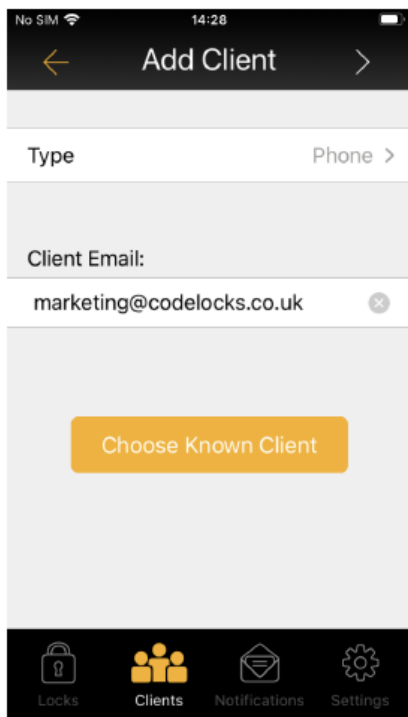 No SIM 14:28
Add Client
Type Phone
Client Email:
marketing@codelocks.co.uk
Choose Known Client
Locks Clients Notifications Settings